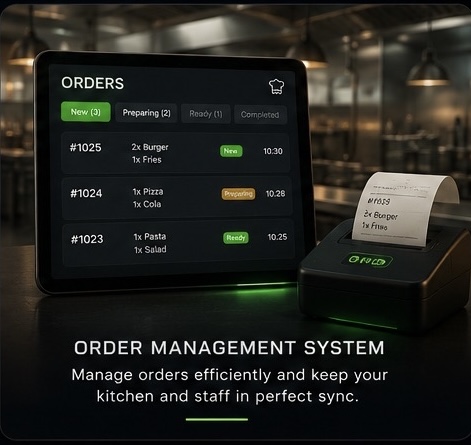 ORDERS
New (3) Preparing (2) Ready (1) Completed
#1025 2x Burger New 10:30
1x Fries
#1024 1x Pizza Preparing 10.28
1x Cola
#1023 1x Pasta Ready 10.25
1x Salad
2x Burger
1x
ORDER MANAGEMENT SYSTEM
Manage orders efficiently and keep your
kitchen and staff in perfect sync.